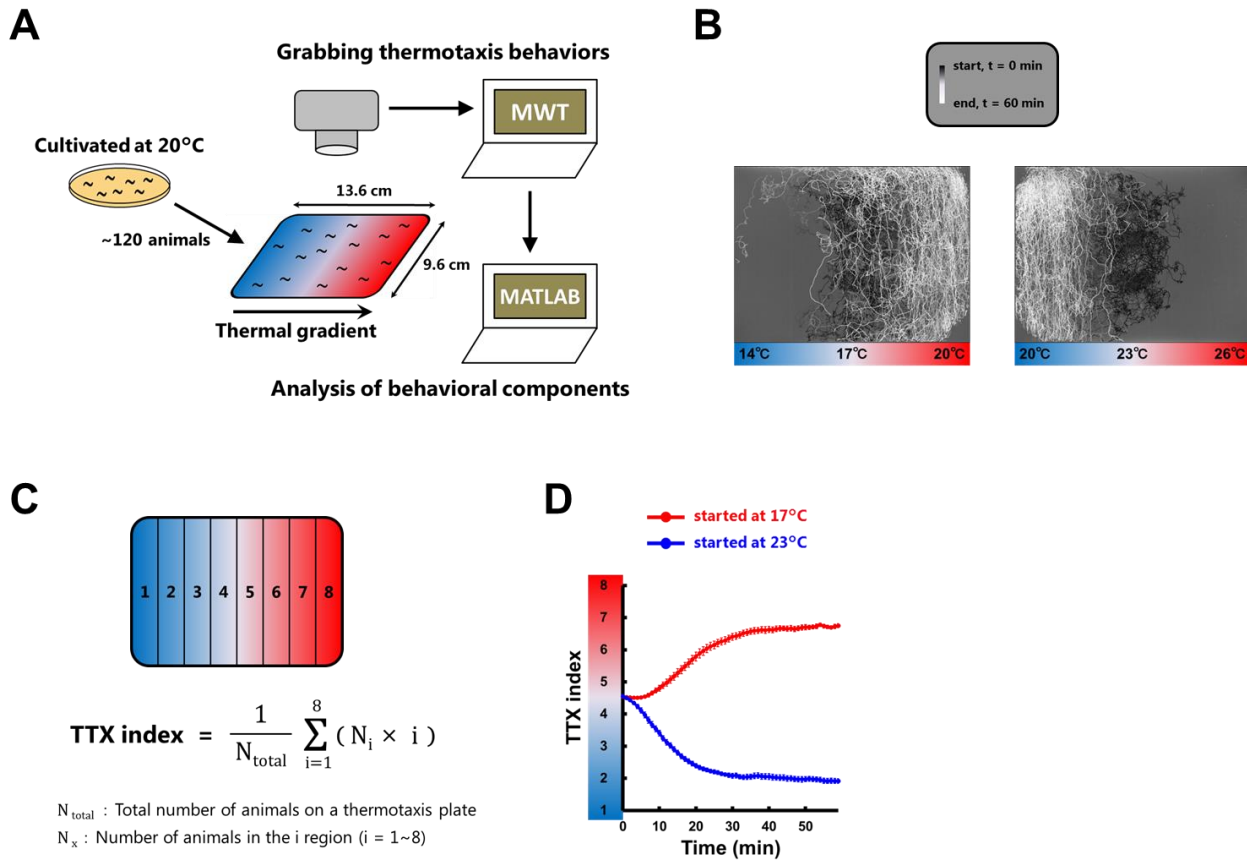 A
Grabbing thermotaxis behaviors
MWT
Cultivated at 20°C
~120 animals
13.6 cm
9.6 cm
Thermal gradient
MATLAB
Analysis of behavioral components
B
start, t = 0 min
end, t = 60 min
14℃ 17℃ 20℃
20℃ 23℃ 26℃
C
1 2 3 4 5 6 7 8
TTX index = 1/N_total 8∑i=1 ( N_i × i )
N_total : Total number of animals on a thermotaxis plate
N_x : Number of animals in the i region (i = 1~8)
D
started at 17°C
started at 23°C
TTX index
8
7
6
5
4
3
2
1
0 10 20 30 40 50
Time (min)